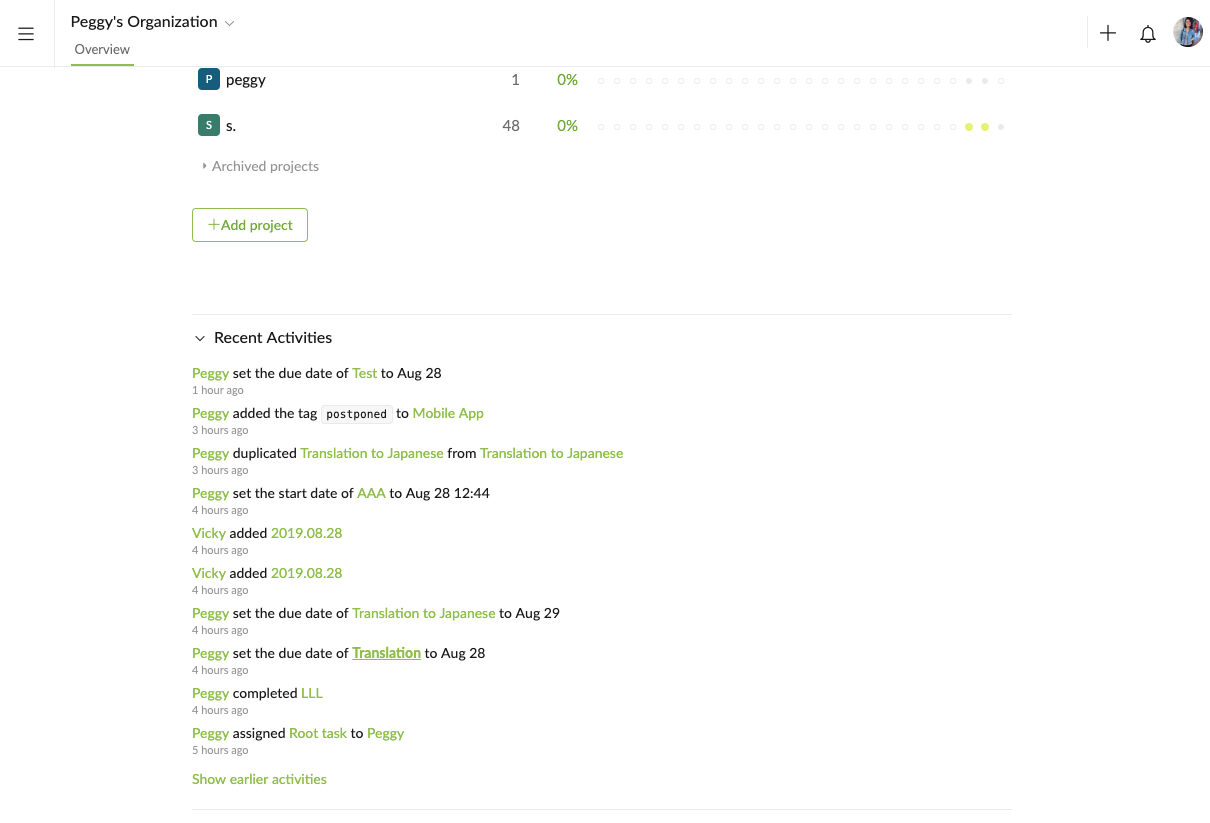 Peggy's Organization
Overview
P peggy 1 0%
S s. 48 0%
Archived projects
+Add project
Recent Activities
Peggy set the due date of Test to Aug 28
1 hour ago
Peggy added the tag postponed to Mobile App
3 hours ago
Peggy duplicated Translation to Japanese from Translation to Japanese
3 hours ago
Peggy set the start date of AAA to Aug 28 12:44
4 hours ago
Vicky added 2019.08.28
4 hours ago
Vicky added 2019.08.28
4 hours ago
Peggy set the due date of Translation to Japanese to Aug 29
4 hours ago
Peggy set the due date of Translation to Aug 28
4 hours ago
Peggy completed LLL
4 hours ago
Peggy assigned Root task to Peggy
5 hours ago
Show earlier activities